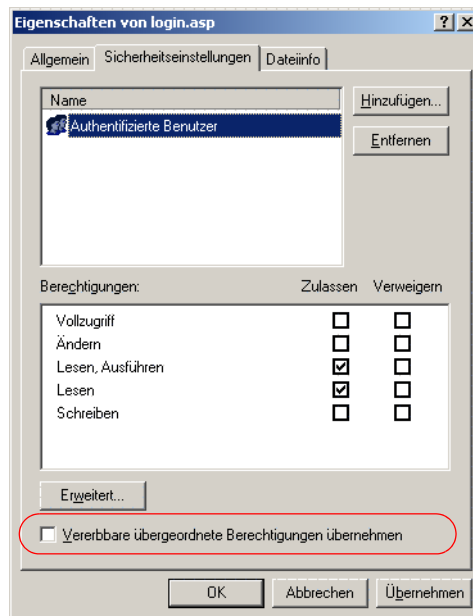 Eigenschaften von login.asp
Allgemein Sicherheitseinstellungen Dateiinfo
Name
Hinzufügen...
Authentifizierte Benutzer
Entfernen
Berechtigungen: Zulassen Verweigern
Vollzugriff
Ändern
Lesen, Ausführen
Lesen
Schreiben
Erweitert...
Vererbbare übergeordnete Berechtigungen übernehmen
OK Abbrechen Übernehmen